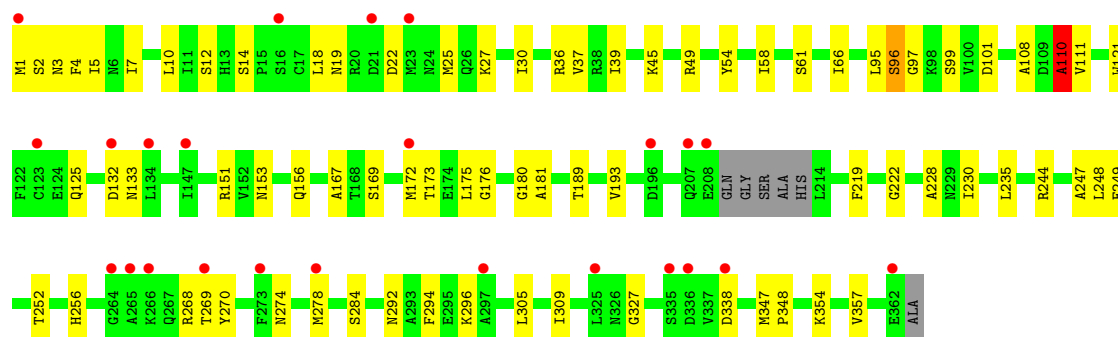 M1 S2 N3 F4 I5 N6 I7 L10 I11 S12 H13 S14 P15 S16 C17 L18 N19 R20 D21 D22 M23 N24 M25 Q26 K27 I30 R36 V37 R38 I39 K45 R49 Y54 I58 S61 I66 L95 S96 G97 K98 S99 V100 D101 A108 D109 A110 V111
F122 C123 E124 Q125 D132 N133 L134 I147 R151 V152 N153 Q156 A167 T168 S169 M172 T173 E174 L175 G176 G180 A181 T189 V193 D196 Q207 E208 GLN GLY SER ALA HIS L214 F219 G222 A228 N229 I230 L235 R244 A247 L248
T252 H256 G264 A265 K266 Q267 R268 T269 Y270 F273 N274 M278 S284 N292 A293 F294 E295 K296 A297 L305 I309 L325 N326 G327 S335 D336 V337 D338 M347 P348 K354 V357 E362 ALA